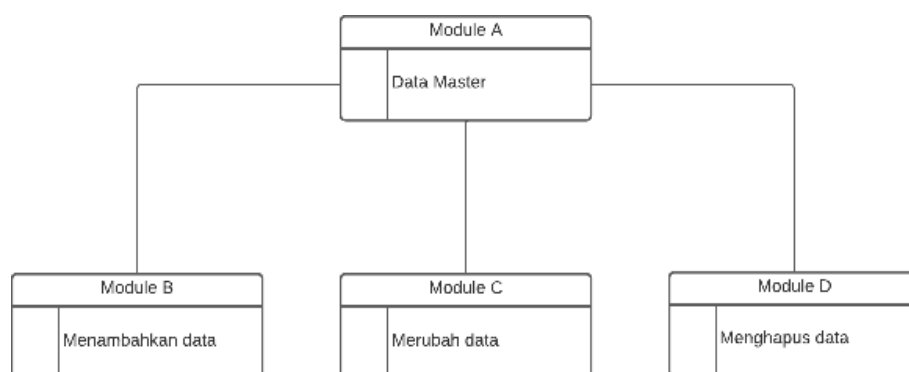 Module A
Data Master
Module B
Menambahkan data
Module C
Merubah data
Module D
Menghapus data